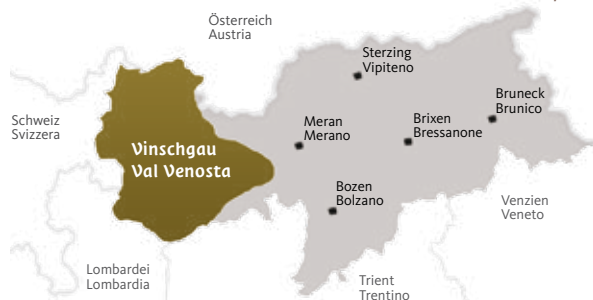 Österreich
Austria
Sterzing
Vipiteno
Bruneck
Brunico
Schweiz
Svizzera
Meran
Merano
Brixen
Bressanone
Vinschgau
Val Venosta
Bozen
Bolzano
Venzien
Veneto
Lombardei
Lombardia
Trient
Trentino